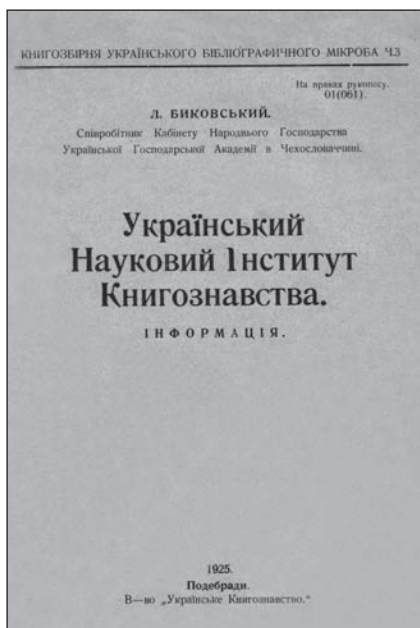 КНИГОЗБІРНЯ УКРАЇНСЬКОГО БІБЛІОГРАФИЧНОГО МІКРОБА Ч.3
На правах рукопису.
01(061).
Л. БИКОВСЬКИЙ.
Співробітник Кабінету Народнього Господарства
Української Господарської Академії в Чехословаччині.
Український
Науковий Інститут
Книгознавства.
ІНФОРМАЦІЯ.
1925.
Подебради.
В—во „Українське Книгознавство."